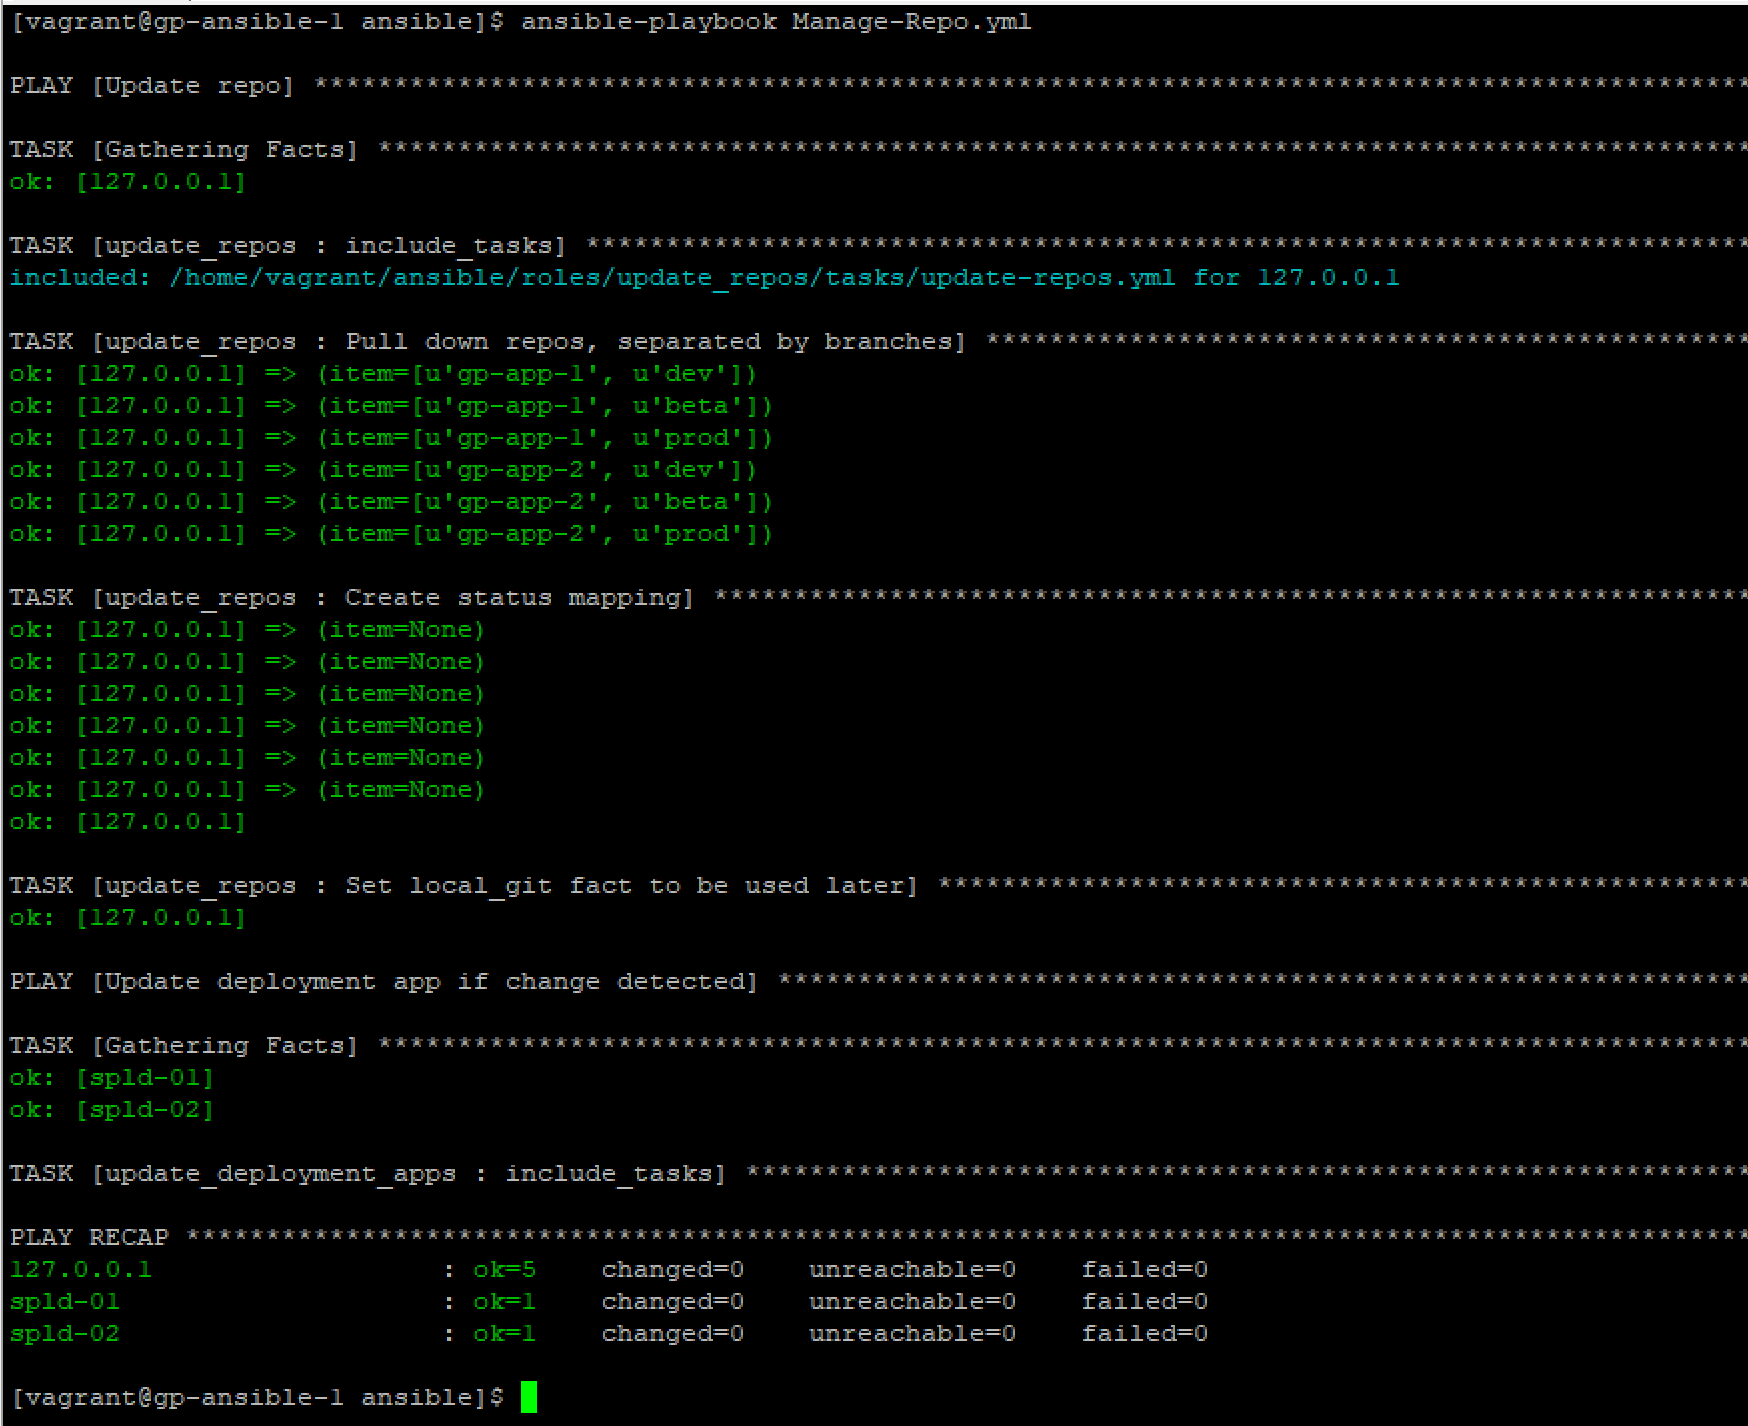 [vagrant@gp-ansible-1 ansible]$ ansible-playbook Manage-Repo.yml
PLAY [Update repo] ******************************************************************************************
TASK [Gathering Facts] **************************************************************************************
ok: [127.0.0.1]
TASK [update_repos : include_tasks] *************************************************************************
included: /home/vagrant/ansible/roles/update_repos/tasks/update-repos.yml for 127.0.0.1
TASK [update_repos : Pull down repos, separated by branches] ************************************************
ok: [127.0.0.1] => (item=[u'gp-app-1', u'dev'])
ok: [127.0.0.1] => (item=[u'gp-app-1', u'beta'])
ok: [127.0.0.1] => (item=[u'gp-app-1', u'prod'])
ok: [127.0.0.1] => (item=[u'gp-app-2', u'dev'])
ok: [127.0.0.1] => (item=[u'gp-app-2', u'beta'])
ok: [127.0.0.1] => (item=[u'gp-app-2', u'prod'])
TASK [update_repos : Create status mapping] *****************************************************************
ok: [127.0.0.1] => (item=None)
ok: [127.0.0.1] => (item=None)
ok: [127.0.0.1] => (item=None)
ok: [127.0.0.1] => (item=None)
ok: [127.0.0.1] => (item=None)
ok: [127.0.0.1] => (item=None)
ok: [127.0.0.1]
TASK [update_repos : Set local_git fact to be used later] ***************************************************
ok: [127.0.0.1]
PLAY [Update deployment app if change detected] *************************************************************
TASK [Gathering Facts] **************************************************************************************
ok: [spld-01]
ok: [spld-02]
TASK [update_deployment_apps : include_tasks] ***************************************************************
PLAY RECAP **************************************************************************************************
127.0.0.1 : ok=5 changed=0 unreachable=0 failed=0
spld-01 : ok=1 changed=0 unreachable=0 failed=0
spld-02 : ok=1 changed=0 unreachable=0 failed=0
[vagrant@gp-ansible-1 ansible]$